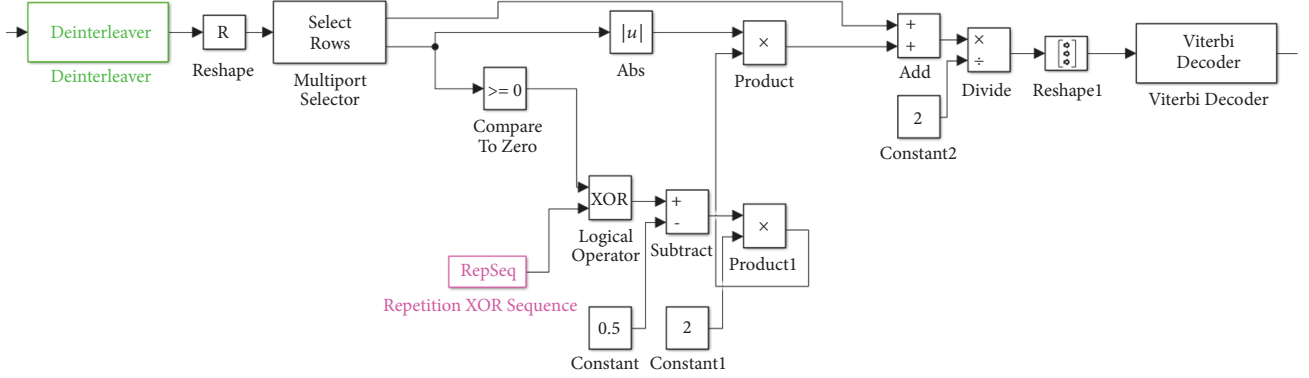 Deinterleaver
Deinterleaver
R
Reshape
Select
Rows
Multiport
Selector
|u|
Abs
×
Product
+
+
Add
×
÷
Divide
Reshape1
Viterbi
Decoder
Viterbi Decoder
>= 0
Compare
To Zero
2
Constant2
XOR
Logical
Operator
+
-
Subtract
×
Product1
RepSeq
Repetition XOR Sequence
0.5
Constant
2
Constant1